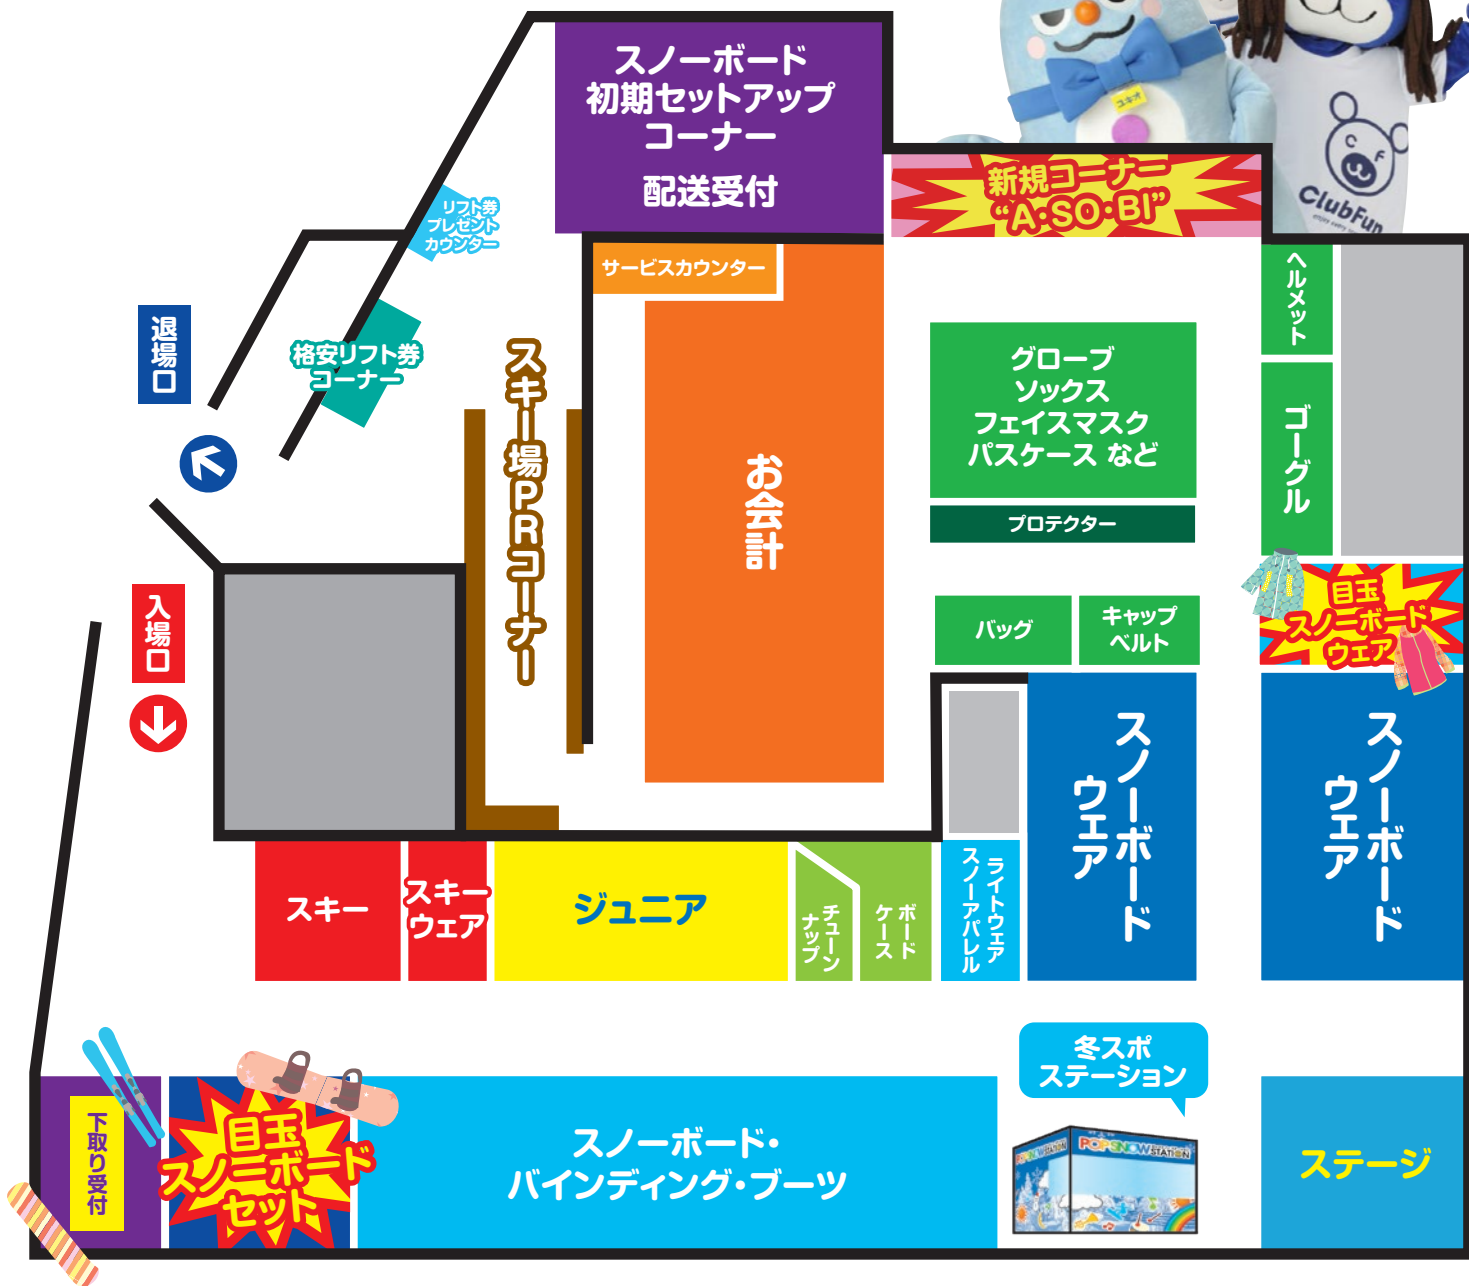 スノーボード
初期セットアップ
コーナー
配送受付
ユキオ
C F
ClubFun
新規コーナー
“A・SO・BI”
リフト券
プレゼント
カウンター
サービスカウンター
ヘルメット
退場口
格安リフト券
コーナー
スキー場PRコーナー
お会計
グローブ
ソックス
フェイスマスク
パスケース など
ゴーグル
プロテクター
入場口
バッグ
キャップ
ベルト
目玉
スノーボード
ウェア
スノーボード
ウェア
スノーボード
ウェア
スキー
スキー
ウェア
ジュニア
チューン
ナップ
ボード
ケース
ライトウェア
スノーアパレル
冬スポ
ステーション
下取り受付
目玉
スノーボード
セット
スノーボード・
バインディング・ブーツ
POP SNOW STATION
POP SNOW STATION
ステージ